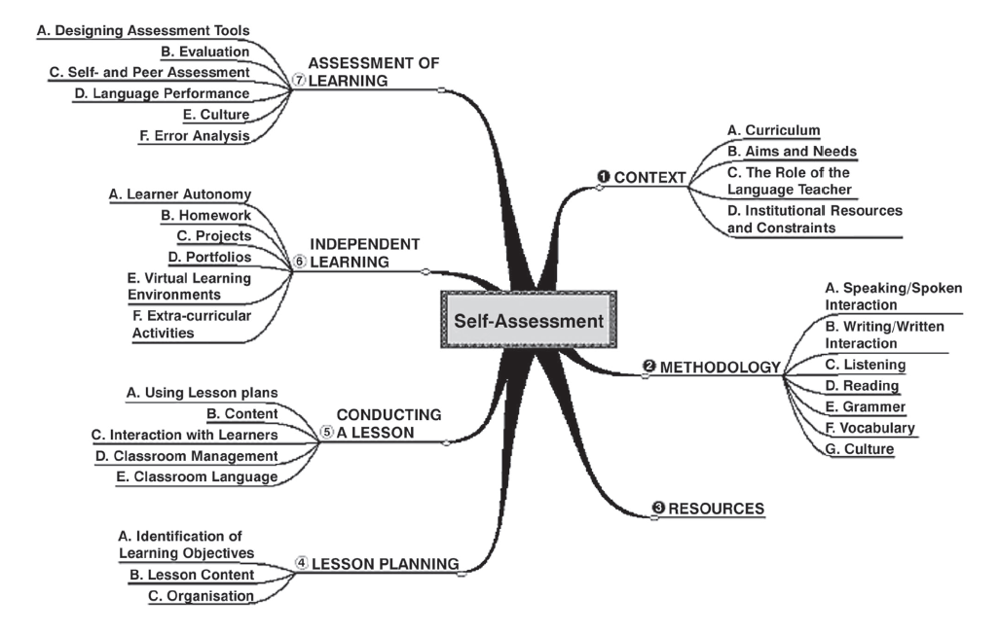 Self-Assessment
❶ CONTEXT
A. Curriculum
B. Aims and Needs
C. The Role of the
Language Teacher
D. Institutional Resources
and Constraints
❷ METHODOLOGY
A. Speaking/Spoken
Interaction
B. Writing/Written
Interaction
C. Listening
D. Reading
E. Grammer
F. Vocabulary
G. Culture
❸ RESOURCES
④ LESSON PLANNING
A. Identification of
Learning Objectives
B. Lesson Content
C. Organisation
CONDUCTING
⑤ A LESSON
A. Using Lesson plans
B. Content
C. Interaction with Learners
D. Classroom Management
E. Classroom Language
INDEPENDENT
⑥ LEARNING
A. Learner Autonomy
B. Homework
C. Projects
D. Portfolios
E. Virtual Learning
Environments
F. Extra-curricular
Activities
ASSESSMENT OF
⑦ LEARNING
A. Designing Assessment Tools
B. Evaluation
C. Self- and Peer Assessment
D. Language Performance
E. Culture
F. Error Analysis